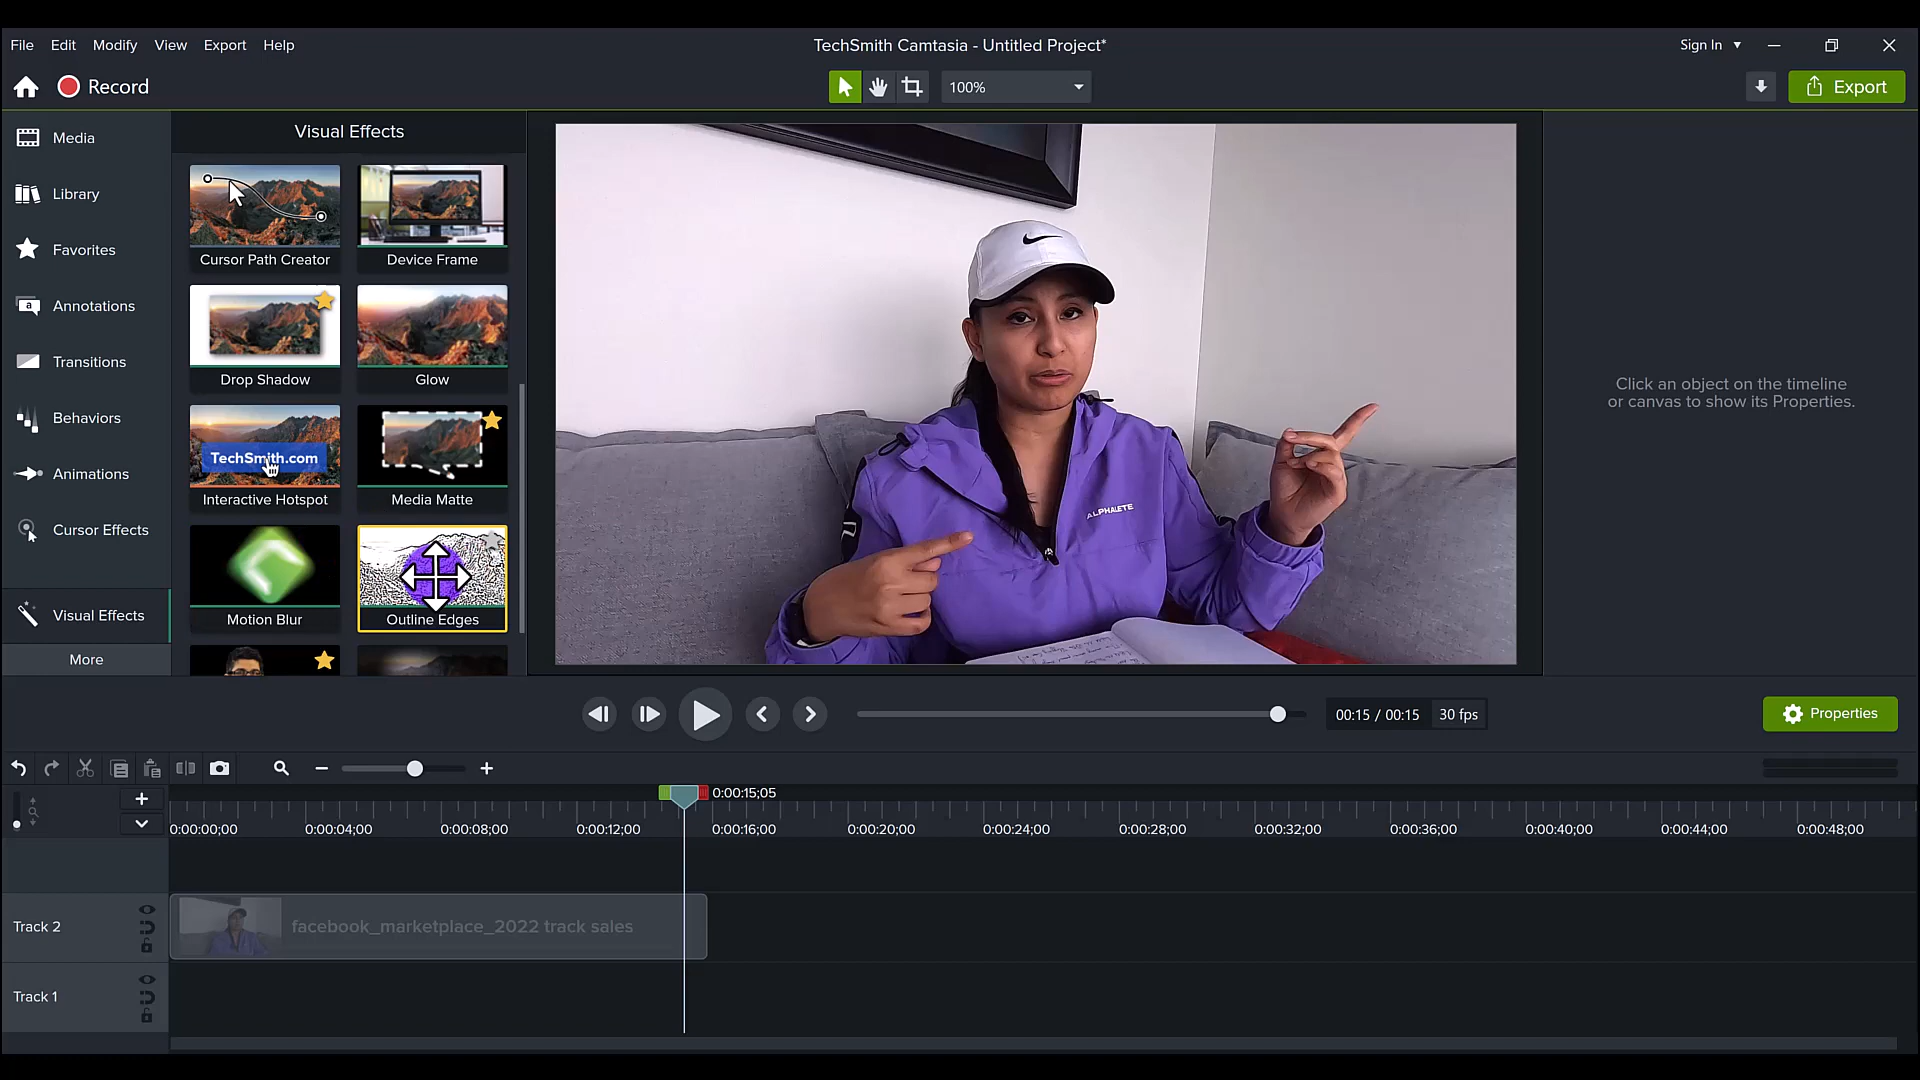 File Edit Modify View Export Help
TechSmith Camtasia - Untitled Project*
Sign In
Record
100%
Export
Media
Library
Favorites
Annotations
Transitions
Behaviors
Animations
Cursor Effects
Visual Effects
More
Visual Effects
Cursor Path Creator
Device Frame
Drop Shadow
Glow
TechSmith.com
Interactive Hotspot
Media Matte
Motion Blur
Outline Edges
ALPHALETE
Click an object on the timeline
or canvas to show its Properties.
00:15 / 00:15
30 fps
Properties
0:00:15;05
0:00:00;00 0:00:04;00 0:00:08;00 0:00:12;00 0:00:16;00 0:00:20;00 0:00:24;00 0:00:28;00 0:00:32;00 0:00:36;00 0:00:40;00 0:00:44;00 0:00:48;00
Track 2
facebook_marketplace_2022 track sales
Track 1